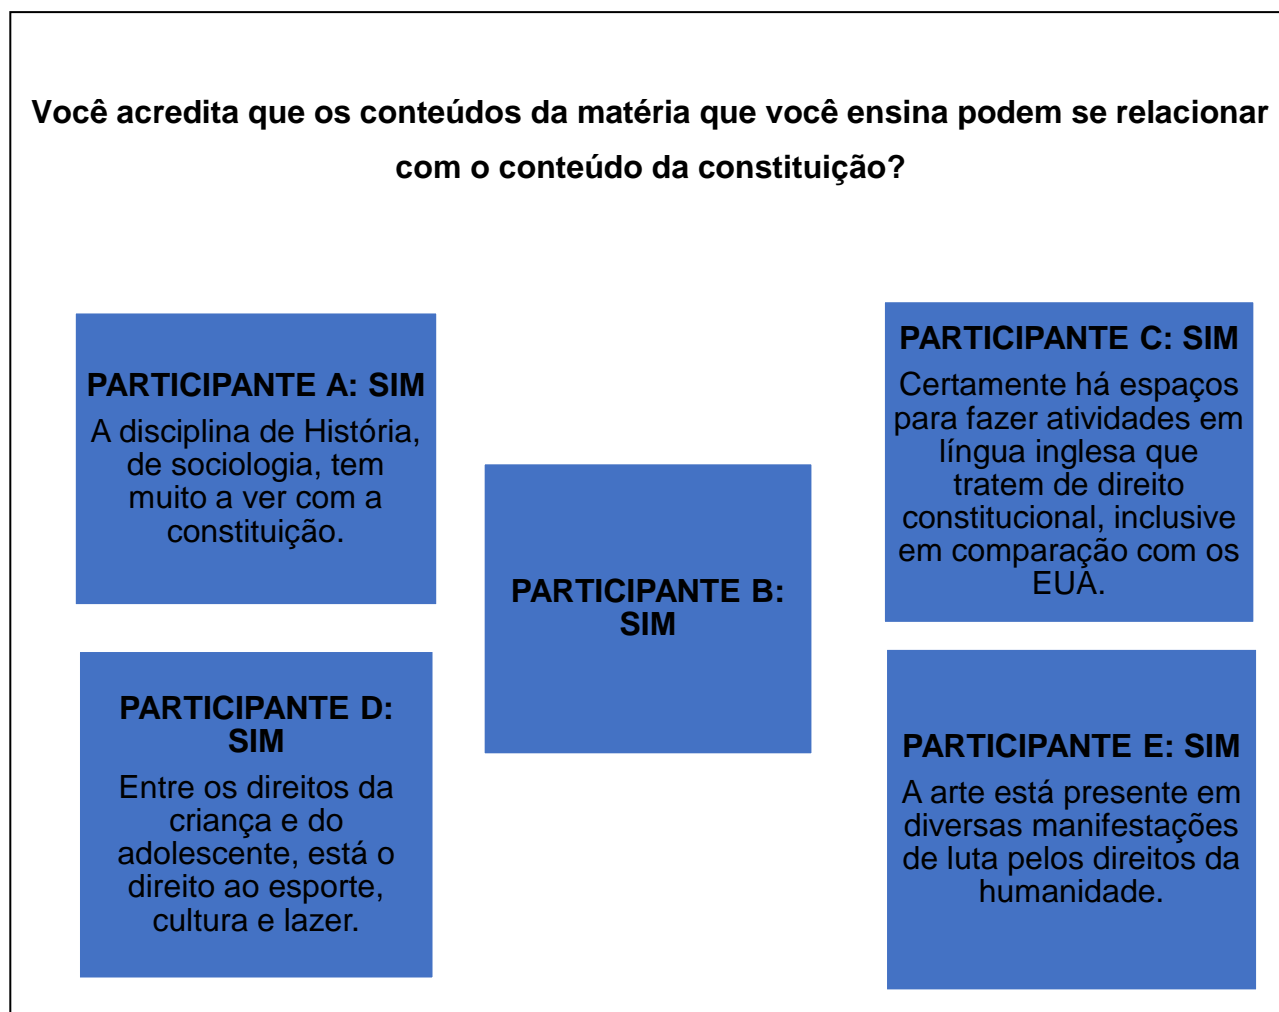 Você acredita que os conteúdos da matéria que você ensina podem se relacionar
com o conteúdo da constituição?
PARTICIPANTE A: SIM
A disciplina de História,
de sociologia, tem
muito a ver com a
constituição.
PARTICIPANTE B:
SIM
PARTICIPANTE C: SIM
Certamente há espaços
para fazer atividades em
língua inglesa que
tratem de direito
constitucional, inclusive
em comparação com os
EUA.
PARTICIPANTE D:
SIM
Entre os direitos da
criança e do
adolescente, está o
direito ao esporte,
cultura e lazer.
PARTICIPANTE E: SIM
A arte está presente em
diversas manifestações
de luta pelos direitos da
humanidade.